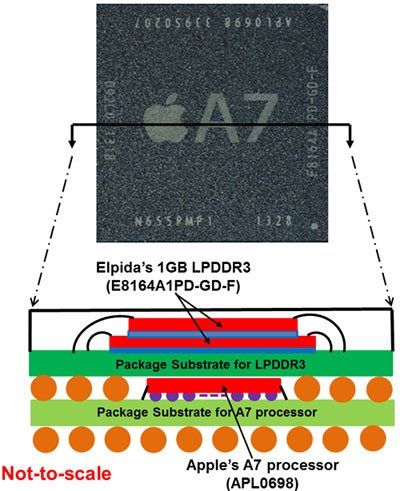 APL0698 339S0207
A7
E8164A1PD-GD-F
1328
Elpida's 1GB LPDDR3
(E8164A1PD-GD-F)
Package Substrate for LPDDR3
Package Substrate for A7 processor
Not-to-scale
Apple's A7 processor
(APL0698)